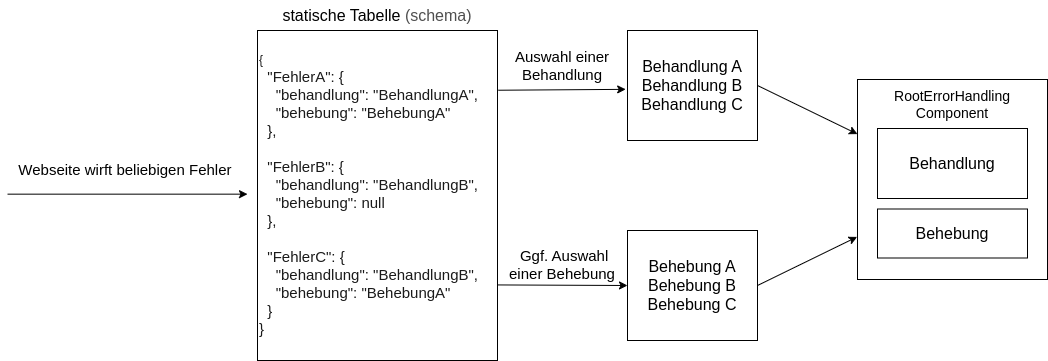 statische Tabelle (schema)
Webseite wirft beliebigen Fehler
{
"FehlerA": {
"behandlung": "BehandlungA",
"behebung": "BehebungA"
},
"FehlerB": {
"behandlung": "BehandlungB",
"behebung": null
},
"FehlerC": {
"behandlung": "BehandlungB",
"behebung": "BehebungA"
}
}
Auswahl einer
Behandlung
Behandlung A
Behandlung B
Behandlung C
Ggf. Auswahl
einer Behebung
Behebung A
Behebung B
Behebung C
RootErrorHandling
Component
Behandlung
Behebung